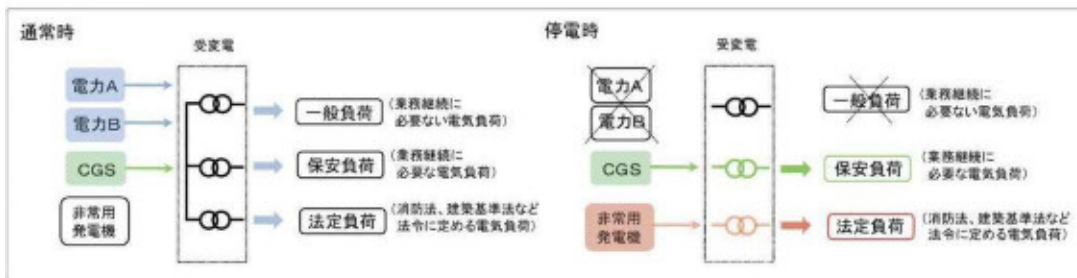 通常時
受変電
電力A
電力B
CGS
非常用
発電機
一般負荷
(業務継続に
必要ない電気負荷)
保安負荷
(業務継続に
必要な電気負荷)
法定負荷
(消防法、建築基準法など
法令に定める電気負荷)
停電時
受変電
電力A
電力B
CGS
非常用
発電機
一般負荷
(業務継続に
必要ない電気負荷)
保安負荷
(業務継続に
必要な電気負荷)
法定負荷
(消防法、建築基準法など
法令に定める電気負荷)